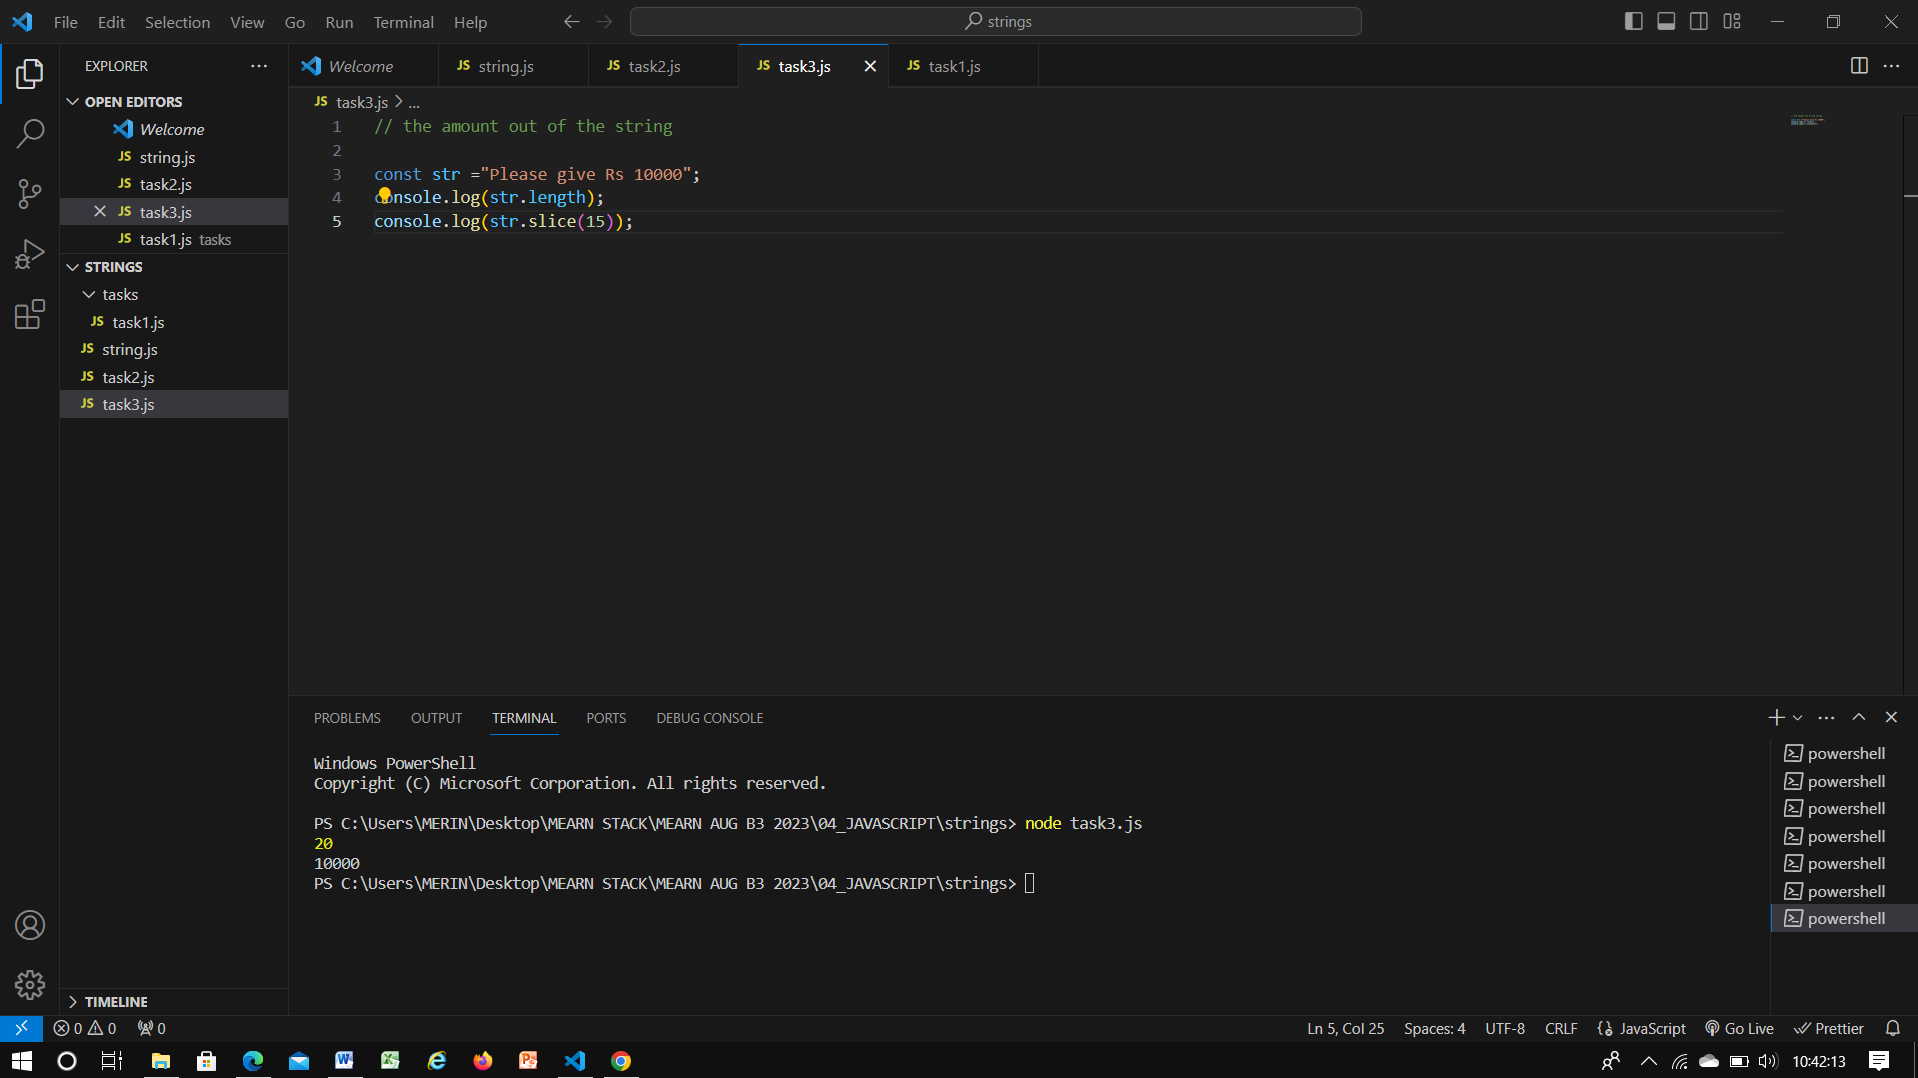 File Edit Selection View Go Run Terminal Help
strings
EXPLORER
OPEN EDITORS
Welcome
JS string.js
JS task2.js
JS task3.js
JS task1.js tasks
STRINGS
tasks
JS task1.js
JS string.js
JS task2.js
JS task3.js
TIMELINE
Welcome JS string.js JS task2.js JS task3.js JS task1.js
JS task3.js > ...
1 // the amount out of the string
2
3 const str ="Please give Rs 10000";
4 console.log(str.length);
5 console.log(str.slice(15));
PROBLEMS OUTPUT TERMINAL PORTS DEBUG CONSOLE
Windows PowerShell
Copyright (C) Microsoft Corporation. All rights reserved.
PS C:\Users\MERIN\Desktop\MEARN STACK\MEARN AUG B3 2023\04_JAVASCRIPT\strings> node task3.js
20
10000
PS C:\Users\MERIN\Desktop\MEARN STACK\MEARN AUG B3 2023\04_JAVASCRIPT\strings>
powershell
powershell
powershell
powershell
powershell
powershell
powershell
0 0 0 Ln 5, Col 25 Spaces: 4 UTF-8 CRLF JavaScript Go Live Prettier
10:42:13